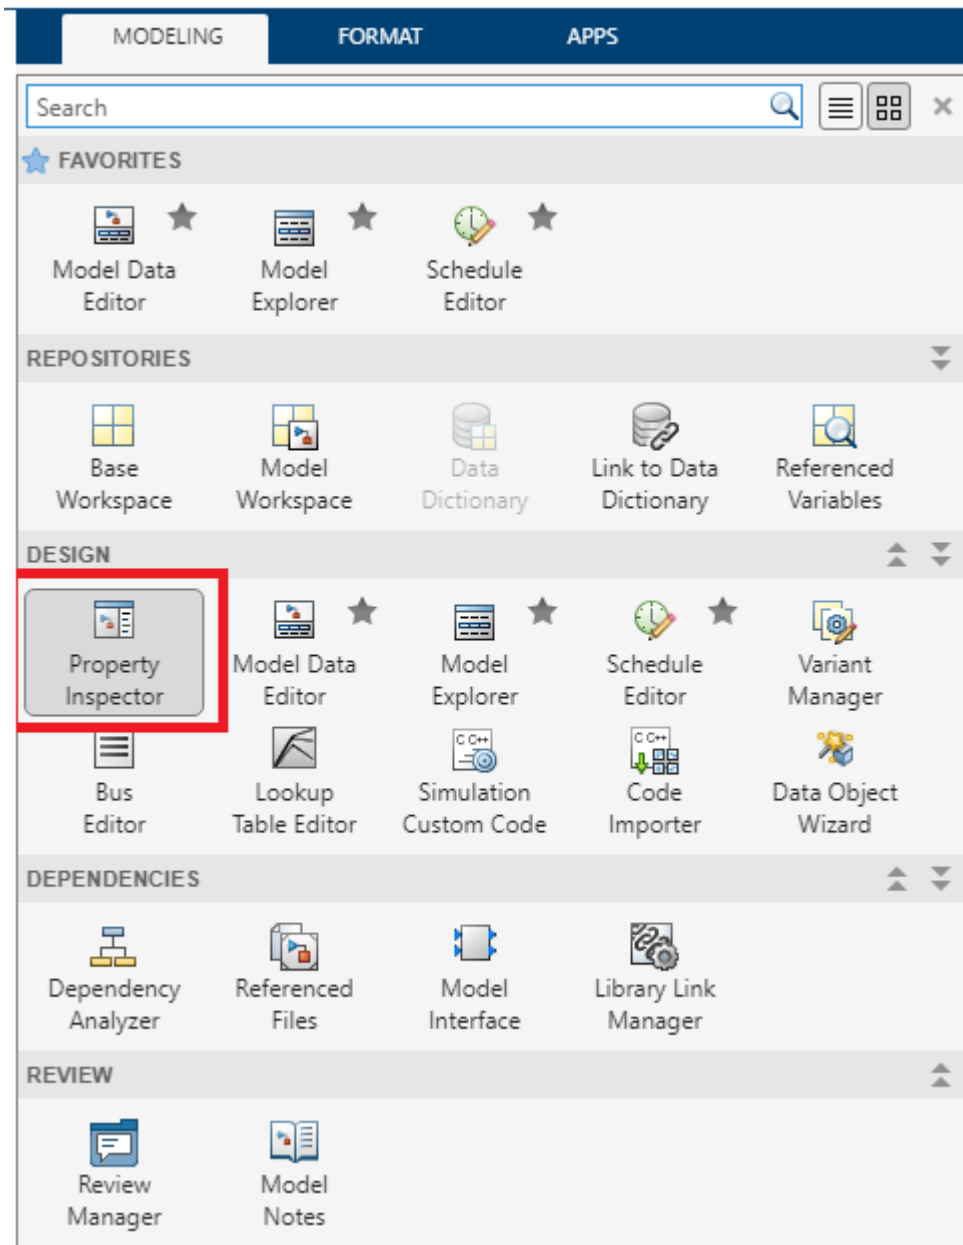 MODELING FORMAT APPS
Search
FAVORITES
Model Data Model Schedule
Editor Explorer Editor
REPOSITORIES
Base Model Data Link to Data Referenced
Workspace Workspace Dictionary Dictionary Variables
DESIGN
Property Model Data Model Schedule Variant
Inspector Editor Explorer Editor Manager
C C++ C C++
Bus Lookup Simulation Code Data Object
Editor Table Editor Custom Code Importer Wizard
DEPENDENCIES
Dependency Referenced Model Library Link
Analyzer Files Interface Manager
REVIEW
Review Model
Manager Notes